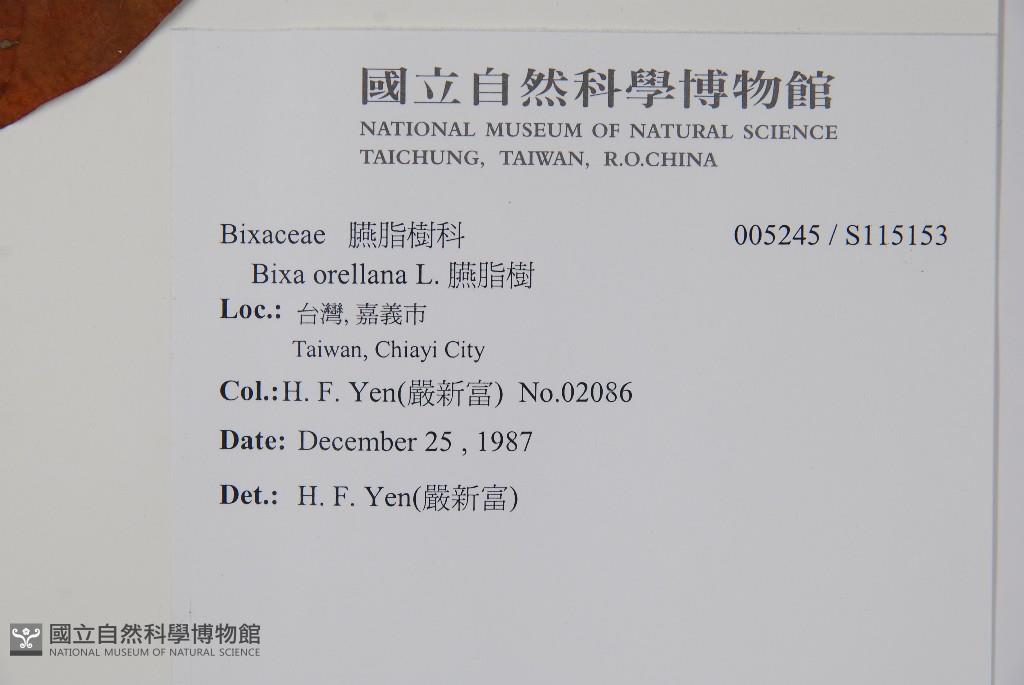 國立自然科學博物館
NATIONAL MUSEUM OF NATURAL SCIENCE
TAICHUNG, TAIWAN, R.O.CHINA
Bixaceae 臙脂樹科 005245 / S115153
Bixa orellana L. 臙脂樹
Loc.: 台灣, 嘉義市
Taiwan, Chiayi City
Col.:H. F. Yen(嚴新富) No.02086
Date: December 25 , 1987
Det.: H. F. Yen(嚴新富)
國立自然科學博物館
NATIONAL MUSEUM OF NATURAL SCIENCE